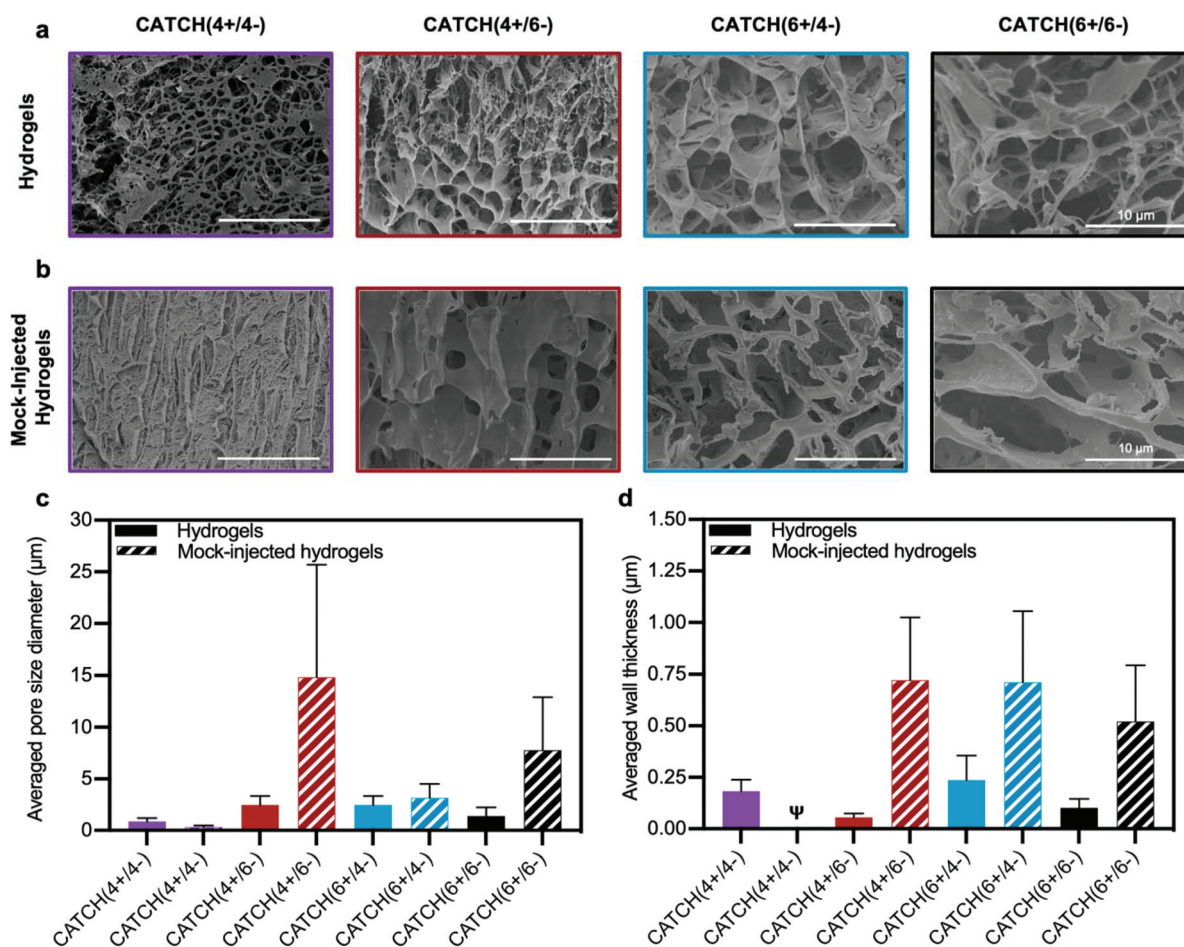 a
CATCH(4+/4-)
CATCH(4+/6-)
CATCH(6+/4-)
CATCH(6+/6-)
Hydrogels
10 µm
b
Mock-Injected
Hydrogels
10 µm
c
Averaged pore size diameter (µm)
30
25
20
15
10
5
0
Hydrogels
Mock-injected hydrogels
CATCH(4+/4-)
CATCH(4+/4-)
CATCH(4+/6-)
CATCH(4+/6-)
CATCH(6+/4-)
CATCH(6+/4-)
CATCH(6+/6-)
CATCH(6+/6-)
d
Averaged wall thickness (µm)
1.50
1.25
1.00
0.75
0.50
0.25
0.00
Hydrogels
Mock-injected hydrogels
Ψ
CATCH(4+/4-)
CATCH(4+/4-)
CATCH(4+/6-)
CATCH(4+/6-)
CATCH(6+/4-)
CATCH(6+/4-)
CATCH(6+/6-)
CATCH(6+/6-)